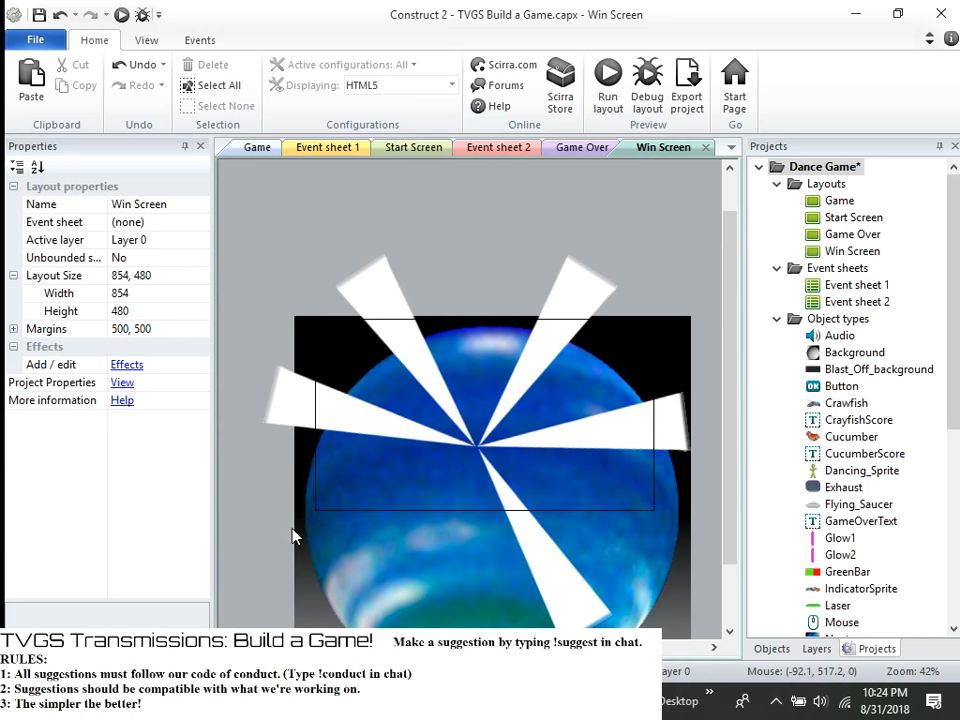 Construct 2 - TVGS Build a Game.capx - Win Screen
File Home View Events
Paste Cut Copy Clipboard
Undo Redo Undo
Delete Select All Select None Selection
Active configurations: All Displaying: HTML5 Configurations
Scirra.com Forums Help Scirra Store Online
Run layout Debug layout Export project Preview
Start Page Go
Properties
Game Event sheet 1 Start Screen Event sheet 2 Game Over Win Screen
Projects
Layout properties
Name Win Screen
Event sheet (none)
Active layer Layer 0
Unbounded s... No
Layout Size 854, 480
Width 854
Height 480
Margins 500, 500
Effects
Add / edit Effects
Project Properties View
More information Help
Dance Game*
Layouts
Game
Start Screen
Game Over
Win Screen
Event sheets
Event sheet 1
Event sheet 2
Object types
Audio
Background
Blast_Off_background
Button
Crawfish
CrayfishScore
Cucumber
CucumberScore
Dancing_Sprite
Exhaust
Flying_Saucer
GameOverText
Glow1
Glow2
GreenBar
IndicatorSprite
Laser
Mouse
Objects Layers Projects
ayer 0 Mouse: (-92.1, 517.2, 0) Zoom: 42%
TVGS Transmissions: Build a Game! Make a suggestion by typing !suggest in chat.
RULES:
1: All suggestions must follow our code of conduct. (Type !conduct in chat)
2: Suggestions should be compatible with what we're working on.
3: The simpler the better!
Desktop
10:24 PM
8/31/2018